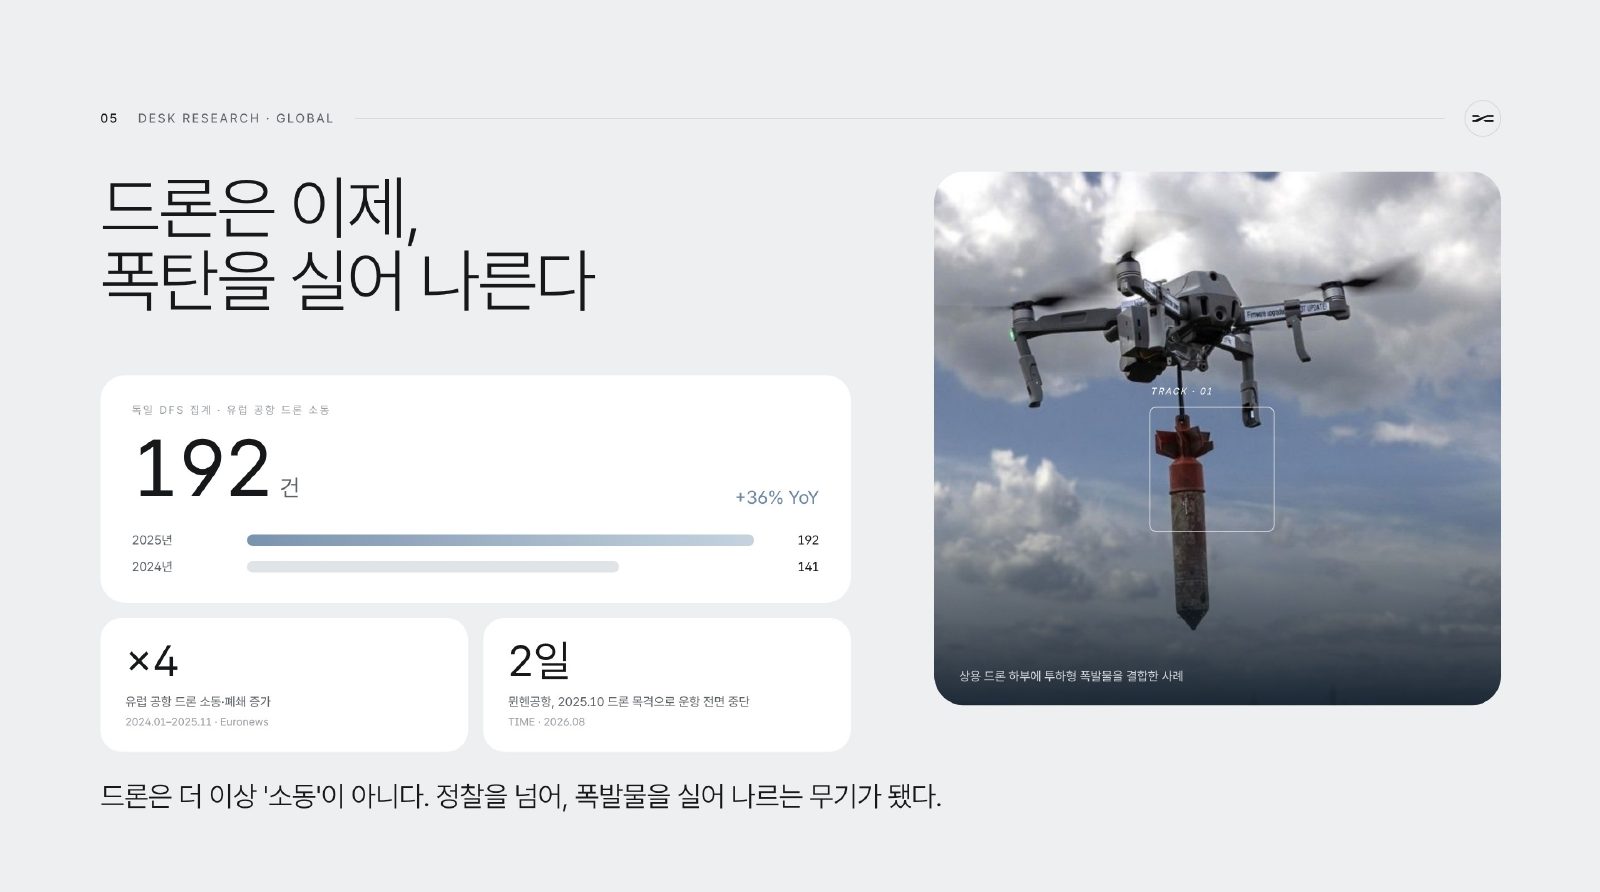 05 DESK RESEARCH · GLOBAL
드론은 이제,
폭탄을 실어 나른다
독일 DFS 집계 · 유럽 공항 드론 소동
192 건
+36% YoY
2025년 192
2024년 141
×4
유럽 공항 드론 소동·폐쇄 증가
2024.01–2025.11 · Euronews
2일
뮌헨공항, 2025.10 드론 목격으로 운항 전면 중단
TIME · 2026.08
TRACK · 01
상용 드론 하부에 투하형 폭발물을 결합한 사례
드론은 더 이상 '소동'이 아니다. 정찰을 넘어, 폭발물을 실어 나르는 무기가 됐다.